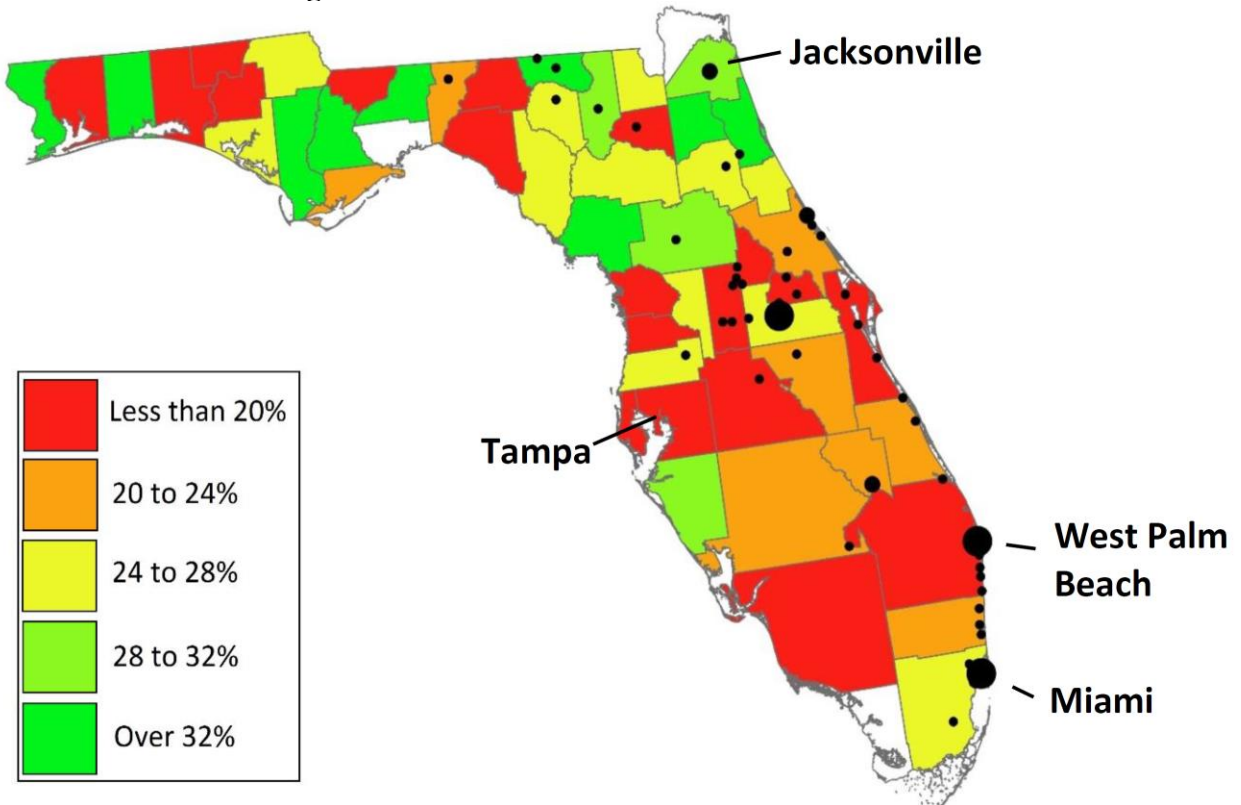 Jacksonville
Less than 20%
20 to 24%
24 to 28%
28 to 32%
Over 32%
Tampa
West Palm
Beach
Miami